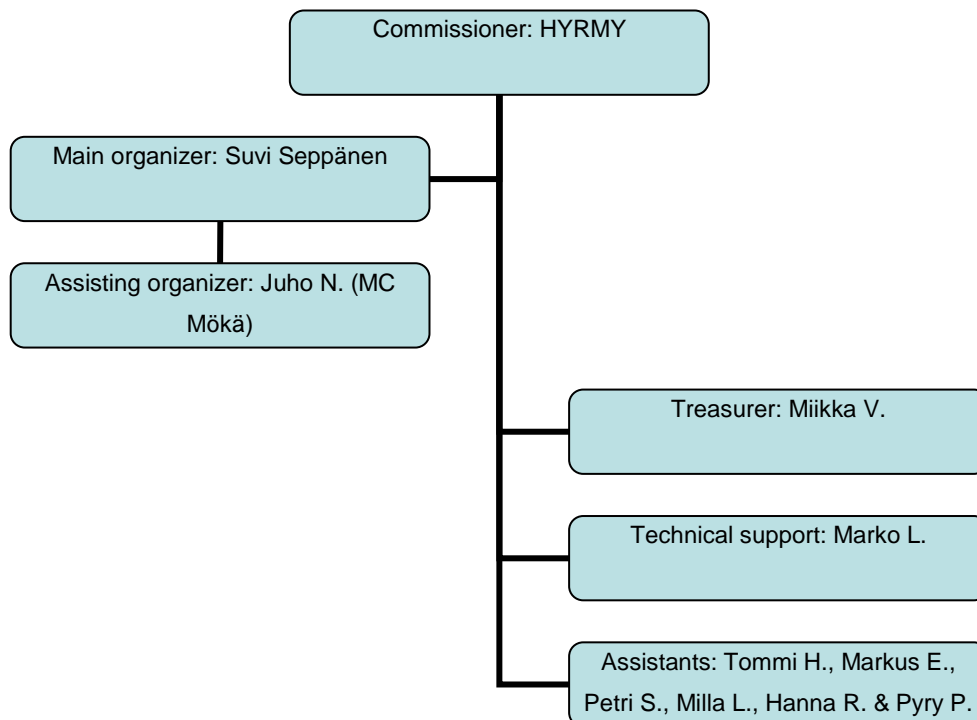 Commissioner: HYRMY
Main organizer: Suvi Seppänen
Assisting organizer: Juho N. (MC
Mökä)
Treasurer: Miikka V.
Technical support: Marko L.
Assistants: Tommi H., Markus E.,
Petri S., Milla L., Hanna R. & Pyry P.